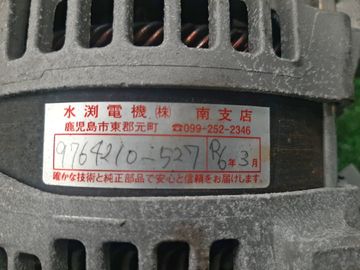 水渕電機㈱ 南支店
鹿児島市東郡元町 ☎099-252-2346
9764210-527 R6年3月
確かな技術と純正部品で安心と信頼をお届けします。